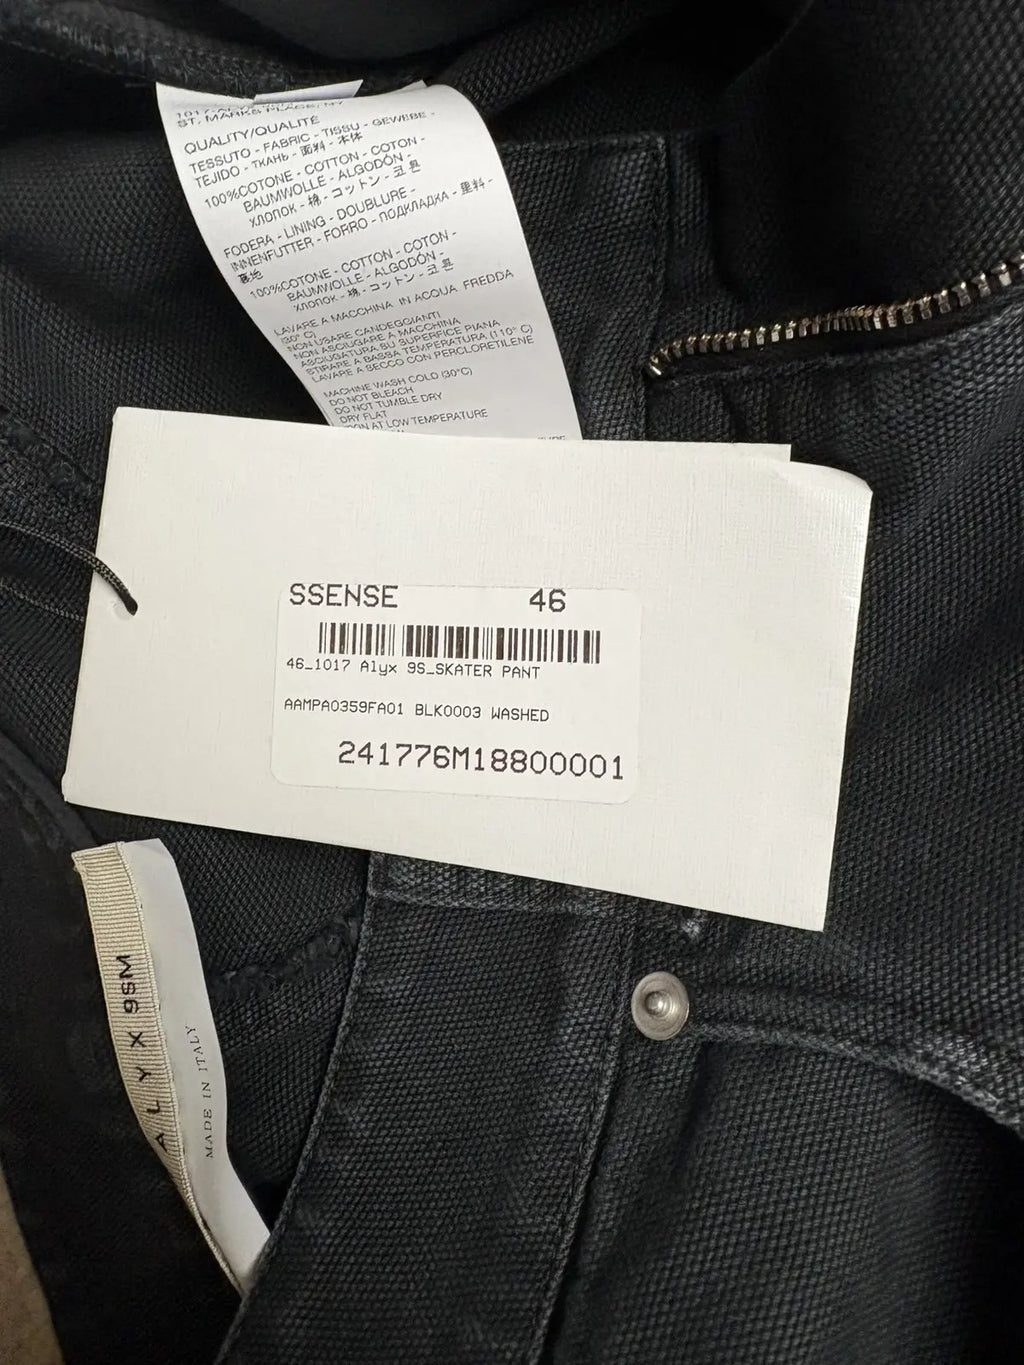 ST. MARKS PLACE, NY
QUALITY/QUALITÉ
TESSUTO - FABRIC - TISSU - GEWEBE -
TEJIDO - ТКАНЬ - 面料 - 本体
100%COTONE - COTTON - COTON -
BAUMWOLLE - ALGODÓN -
ХЛОПОК - 棉 - コットン - 코튼
FODERA - LINING - DOUBLURE -
INNENFUTTER - FORRO - ПОДКЛАДКА - 里料 -
裏地
100%COTONE - COTTON - COTON -
BAUMWOLLE - ALGODÓN -
ХЛОПОК - 棉 - コットン - 코튼
LAVARE A MACCHINA IN ACQUA FREDDA
(30° C)
NON USARE CANDEGGIANTI
NON ASCIUGARE A MACCHINA
ASCIUGATURA SU SUPERFICE PIANA
STIRARE A BASSA TEMPERATURA (110° C)
LAVARE A SECCO CON PERCLORETILENE
MACHINE WASH COLD (30°C)
DO NOT BLEACH
DO NOT TUMBLE DRY
DRY FLAT
AT LOW TEMPERATURE
SSENSE 46
46_1017 Alyx 9S_SKATER PANT
AAMPA0359FA01 BLK0003 WASHED
241776M18800001
ALYX 9SM
MADE IN ITALY